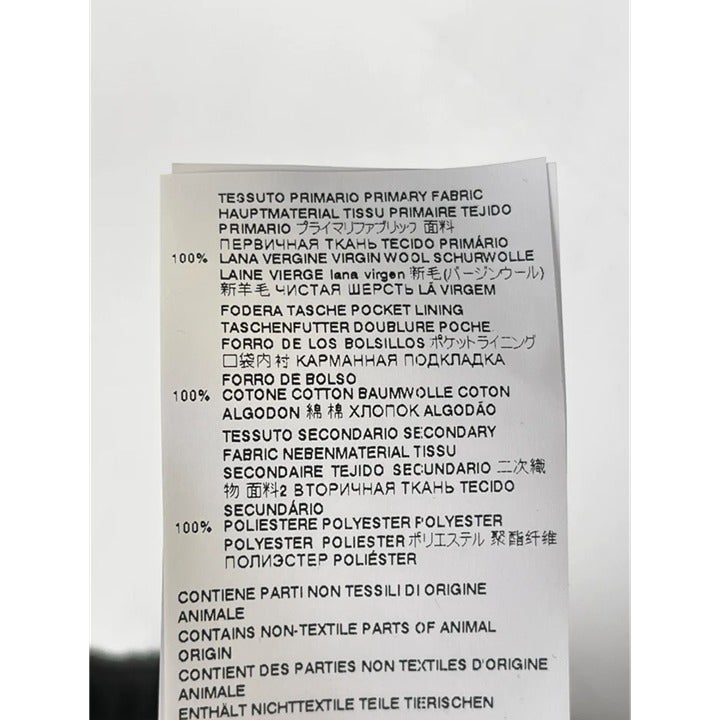 TESSUTO PRIMARIO PRIMARY FABRIC
HAUPTMATERIAL TISSU PRIMAIRE TEJIDO
PRIMARIO プライマリファブリック 面料
ПЕРВИЧНАЯ ТКАНЬ TECIDO PRIMÁRIO
100% LANA VERGINE VIRGIN WOOL SCHURWOLLE
LAINE VIERGE lana virgen 新毛(バージンウール)
新羊毛 ЧИСТАЯ ШЕРСТЬ LÃ VIRGEM
FODERA TASCHE POCKET LINING
TASCHENFUTTER DOUBLURE POCHE
FORRO DE LOS BOLSILLOS ポケットライニング
口袋内衬 КАРМАННАЯ ПОДКЛАДКА
FORRO DE BOLSO
100% COTONE COTTON BAUMWOLLE COTON
ALGODON 綿 棉 ХЛОПОК ALGODÃO
TESSUTO SECONDARIO SECONDARY
FABRIC NEBENMATERIAL TISSU
SECONDAIRE TEJIDO SECUNDARIO 二次織
物 面料2 ВТОРИЧНАЯ ТКАНЬ TECIDO
SECUNDÁRIO
100% POLIESTERE POLYESTER POLYESTER
POLYESTER POLIESTER ポリエステル 聚酯纤维
ПОЛИЭСТЕР POLIÉSTER
CONTIENE PARTI NON TESSILI DI ORIGINE
ANIMALE
CONTAINS NON-TEXTILE PARTS OF ANIMAL
ORIGIN
CONTIENT DES PARTIES NON TEXTILES D'ORIGINE
ANIMALE
ENTHÄLT NICHTTEXTILE TEILE TIERISCHEN